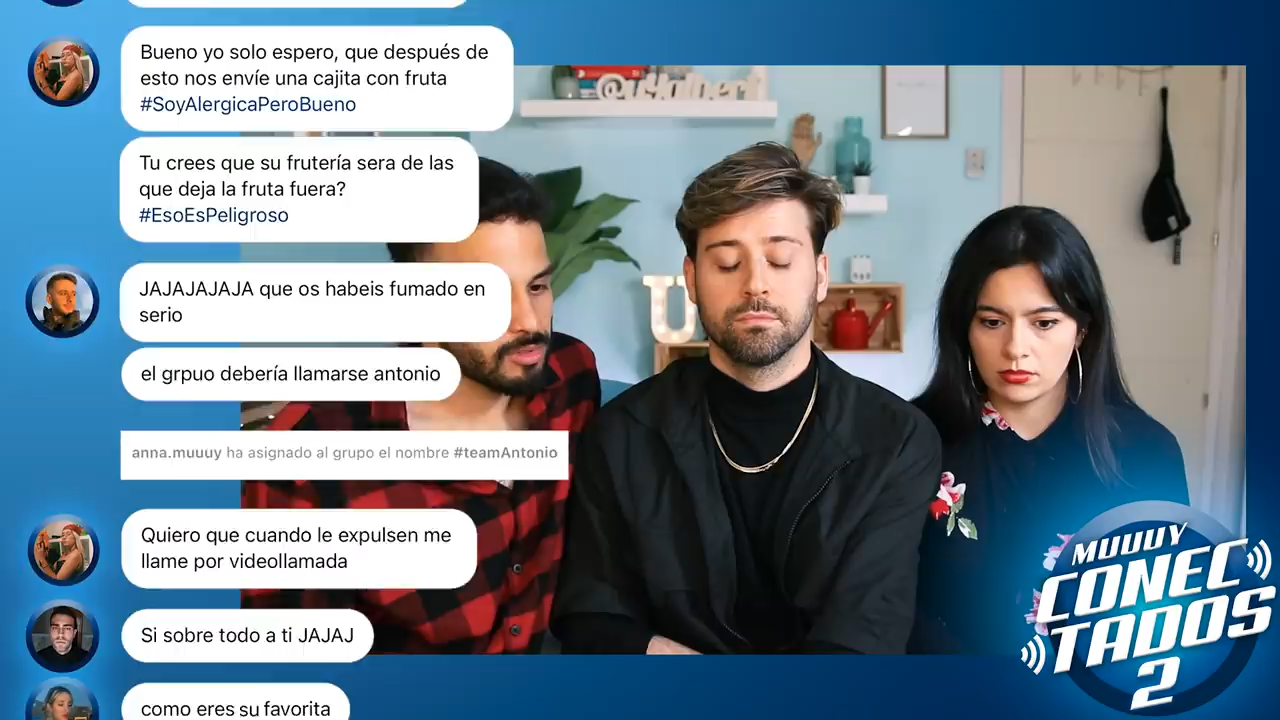 Bueno yo solo espero, que después de
esto nos envíe una cajita con fruta
#SoyAlergicaPeroBueno
Tu crees que su frutería sera de las
que deja la fruta fuera?
#EsoEsPeligroso
JAJAJAJAJA que os habeis fumado en
serio
el grpuo debería llamarse antonio
anna.muuuy ha asignado al grupo el nombre #teamAntonio
Quiero que cuando le expulsen me
llame por videollamada
Si sobre todo a ti JAJAJ
como eres su favorita
U
MUUUY
CONEC
TADOS
2